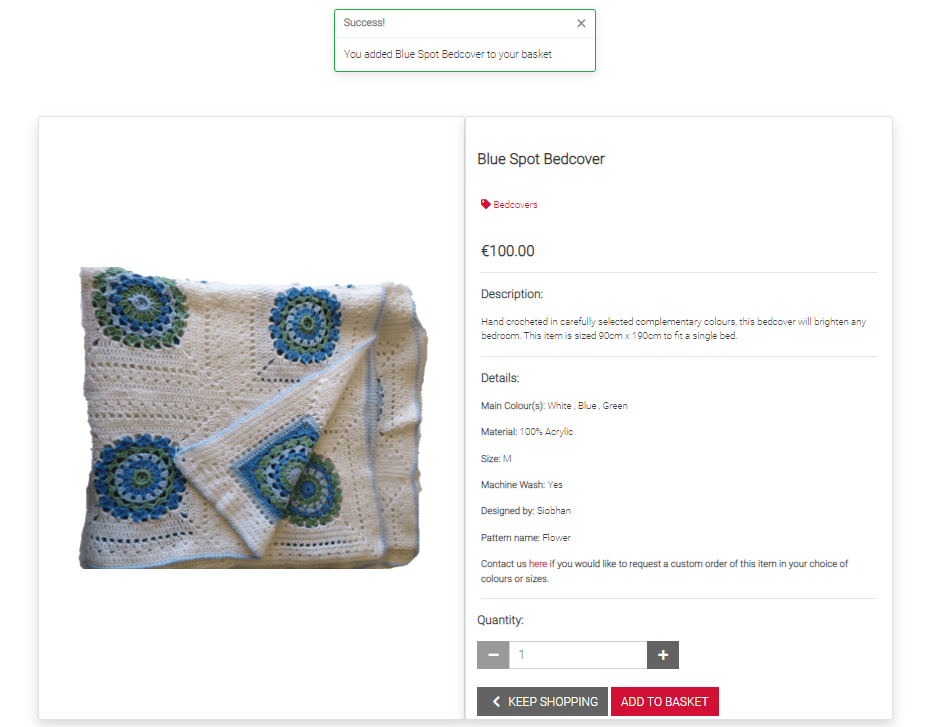 Success! ×
You added Blue Spot Bedcover to your basket
Blue Spot Bedcover
Bedcovers
€100.00
Description:
Hand crocheted in carefully selected complementary colours, this bedcover will brighten any
bedroom. This item is sized 90cm x 190cm to fit a single bed.
Details:
Main Colour(s): White , Blue , Green
Material: 100% Acrylic
Size: M
Machine Wash: Yes
Designed by: Siobhan
Pattern name: Flower
Contact us here if you would like to request a custom order of this item in your choice of
colours or sizes.
Quantity:
1
KEEP SHOPPING ADD TO BASKET